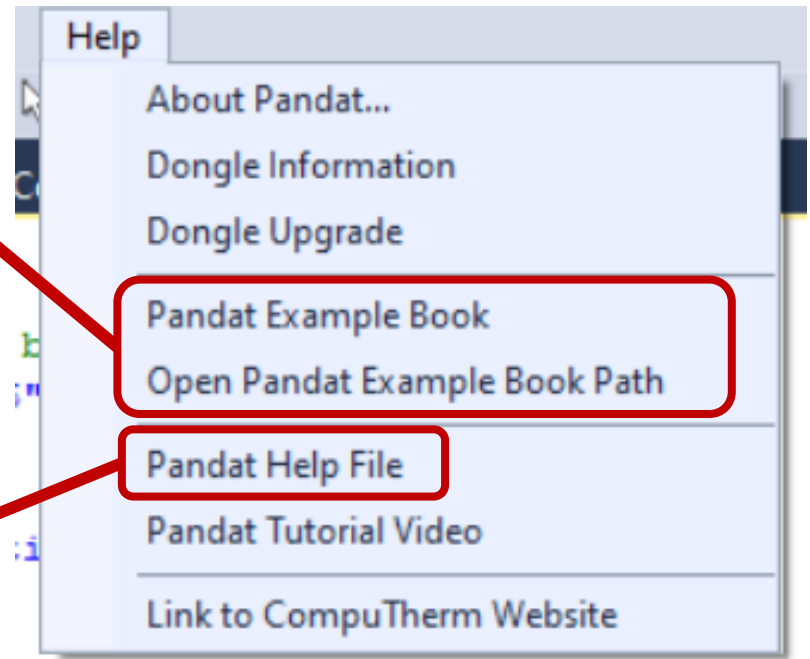 Help
About Pandat...
Dongle Information
Dongle Upgrade
Pandat Example Book
Open Pandat Example Book Path
Pandat Help File
Pandat Tutorial Video
Link to CompuTherm Website